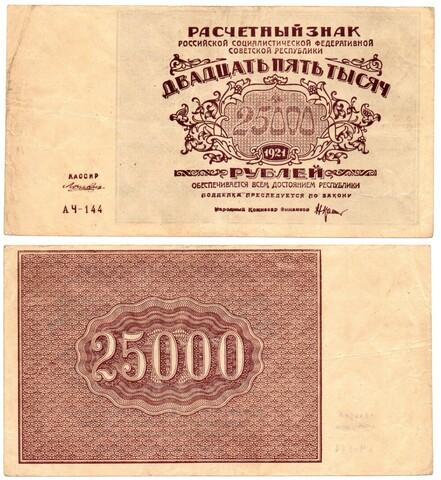 РАСЧЕТНЫЙ ЗНАК
РОССИЙСКОЙ СОЦИАЛИСТИЧЕСКОЙ ФЕДЕРАТИВНОЙ
СОВЕТСКОЙ РЕСПУБЛИКИ
ДВАДЦАТЬ ПЯТЬ ТЫСЯЧ
25000
1921
РУБЛЕЙ
ОБЕСПЕЧИВАЕТСЯ ВСЕМ ДОСТОЯНИЕМ РЕСПУБЛИКИ
ПОДДЕЛКА ПРЕСЛЕДУЕТСЯ ПО ЗАКОНУ
Народный Комиссар Финансов
КАССИР
АЧ-144
25000